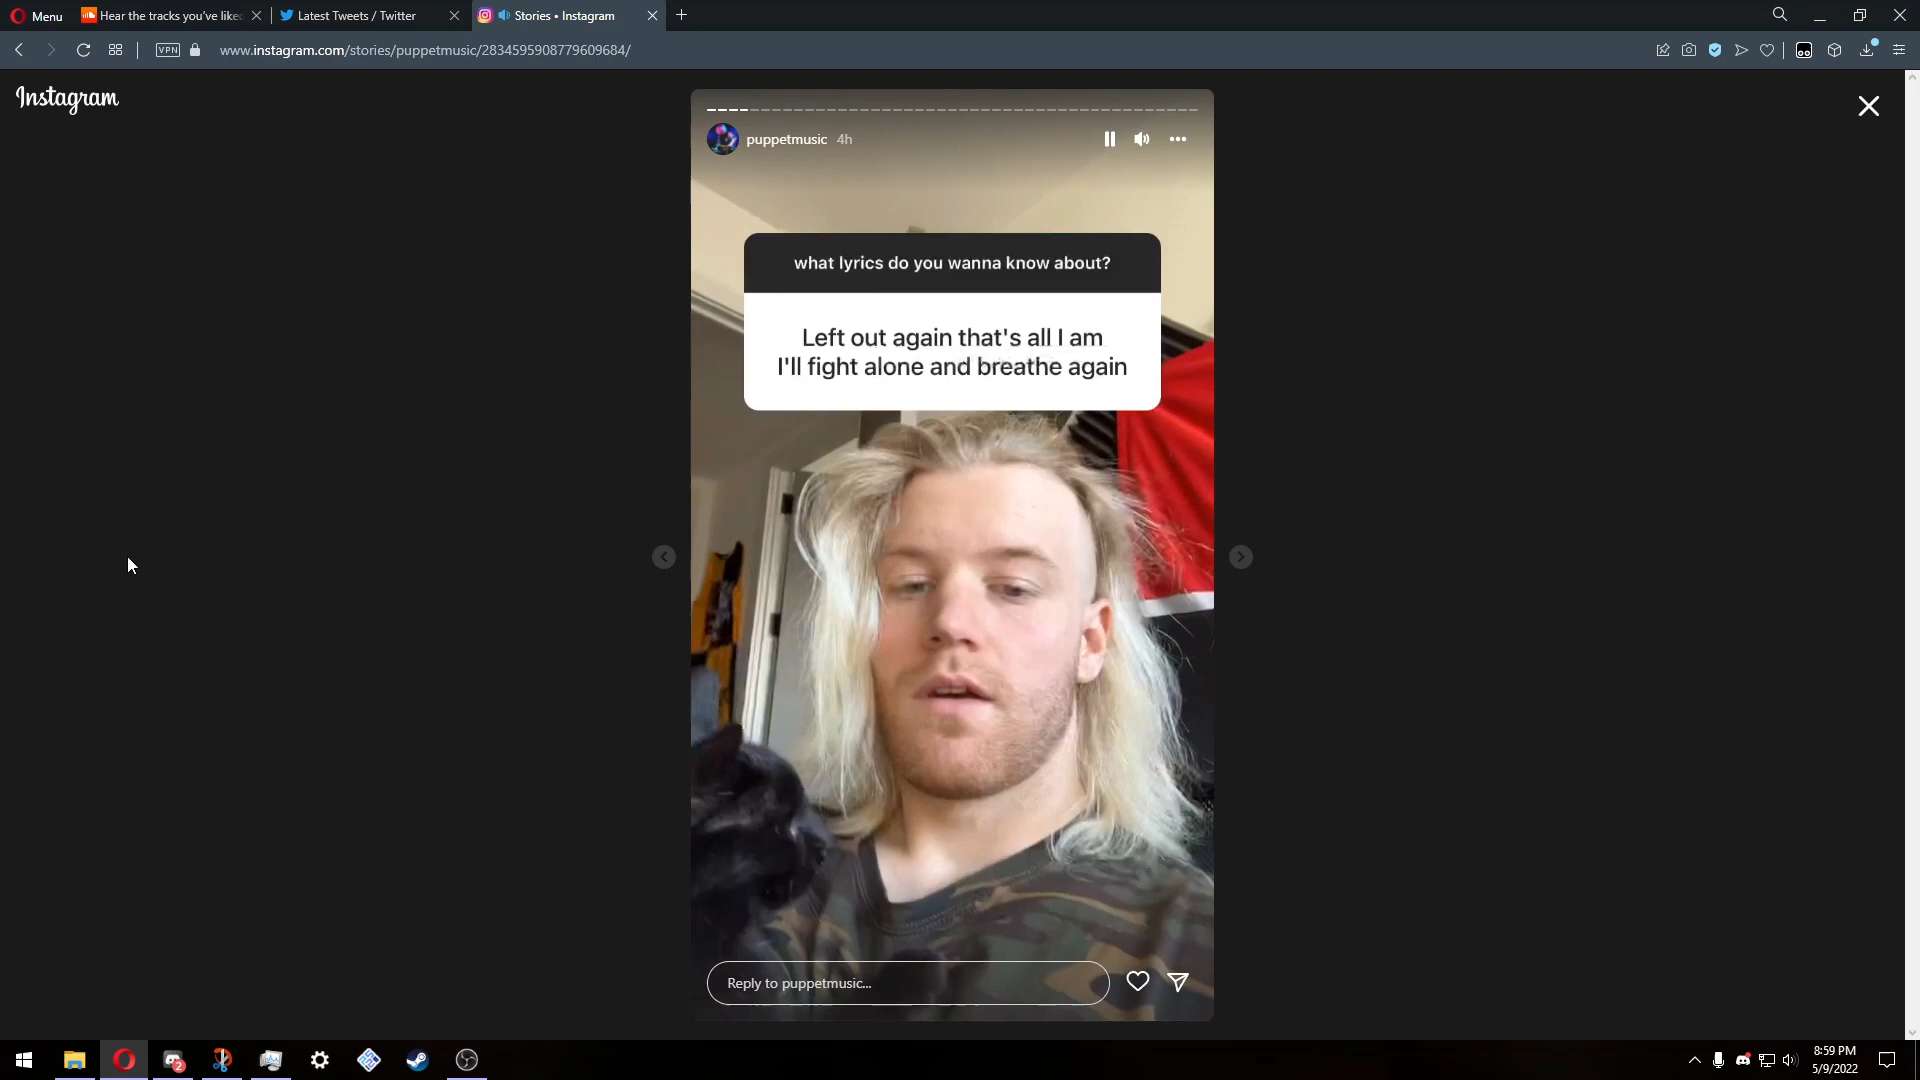 Menu
Hear the tracks you've liked
Latest Tweets / Twitter
Stories • Instagram
VPN
www.instagram.com/stories/puppetmusic/2834595908779609684/
Instagram
puppetmusic 4h
what lyrics do you wanna know about?
Left out again that's all I am
I'll fight alone and breathe again
Reply to puppetmusic...
2
8:59 PM
5/9/2022